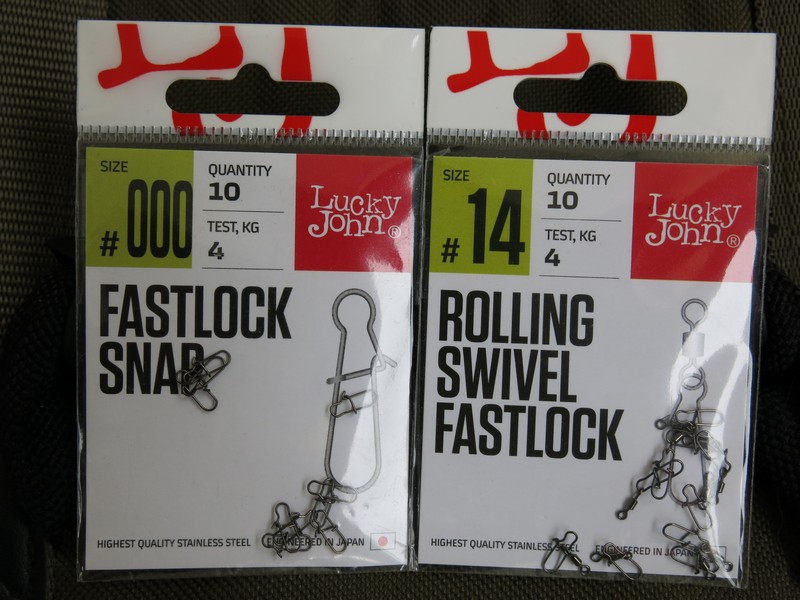 SIZE
# 000
QUANTITY
10
TEST, KG
4
Lucky
John ®
FASTLOCK
SNAP
HIGHEST QUALITY STAINLESS STEEL
ENGINEERED IN JAPAN
SIZE
# 14
QUANTITY
10
TEST, KG
4
Lucky
John ®
ROLLING
SWIVEL
FASTLOCK
HIGHEST QUALITY STAINLESS STEEL
ENGINEERED IN JAPAN